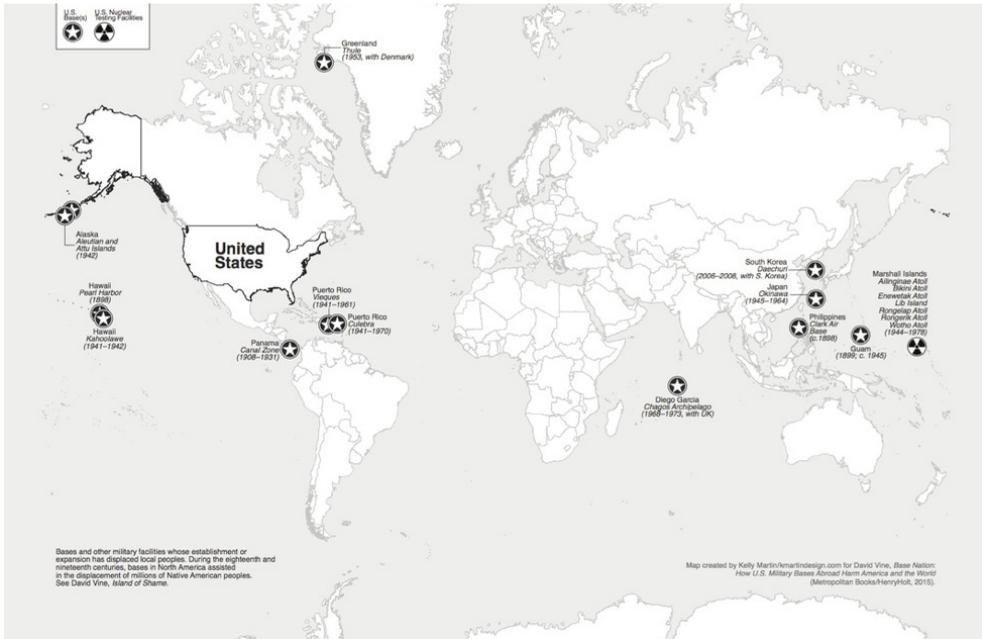 U.S.
Base(s)
U.S. Nuclear
Testing Facilities
Greenland
Thule
(1953, with Denmark)
Alaska
Aleutian and
Attu Islands
(1942)
United
States
Hawaii
Pearl Harbor
(1898)
Hawaii
Kahoolawe
(1941–1942)
Puerto Rico
Vieques
(1941–1961)
Puerto Rico
Culebra
(1941–1970)
Panama
Canal Zone
(1908–1931)
South Korea
Daechuri
(2006–2008, with S. Korea)
Japan
Okinawa
(1945–1964)
Philippines
Clark Air
Base
(c.1898)
Guam
(1899; c. 1945)
Marshall Islands
Ailinginae Atoll
Bikini Atoll
Enewetak Atoll
Lib Island
Rongelap Atoll
Rongerik Atoll
Wotho Atoll
(1944–1978)
Diego Garcia
Chagos Archipelago
(1968–1973, with UK)
Bases and other military facilities whose establishment or
expansion has displaced local peoples. During the eighteenth and
nineteenth centuries, bases in North America assisted
in the displacement of millions of Native American peoples.
See David Vine, Island of Shame.
Map created by Kelly Martin/kmartindesign.com for David Vine, Base Nation:
How U.S. Military Bases Abroad Harm America and the World
(Metropolitan Books/HenryHolt, 2015).